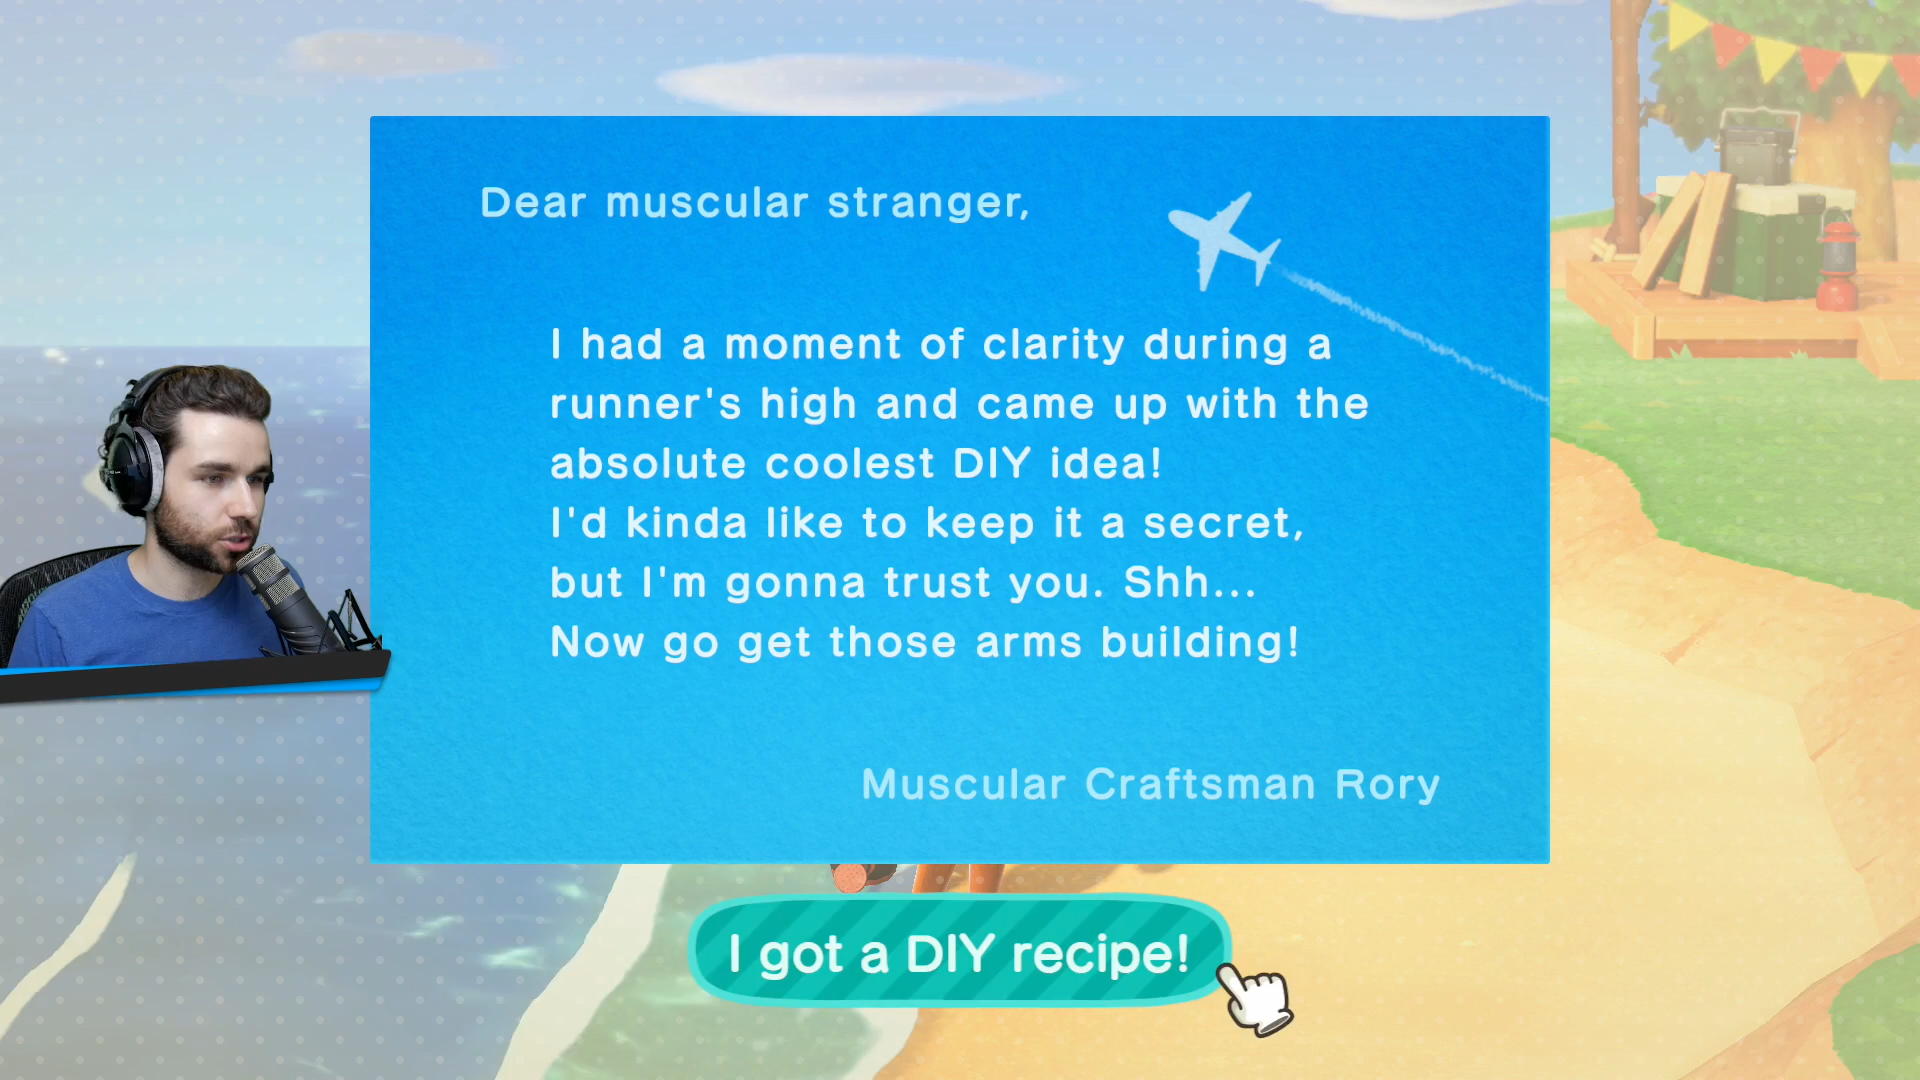 Dear muscular stranger,
I had a moment of clarity during a
runner's high and came up with the
absolute coolest DIY idea!
I'd kinda like to keep it a secret,
but I'm gonna trust you. Shh...
Now go get those arms building!
Muscular Craftsman Rory
I got a DIY recipe!